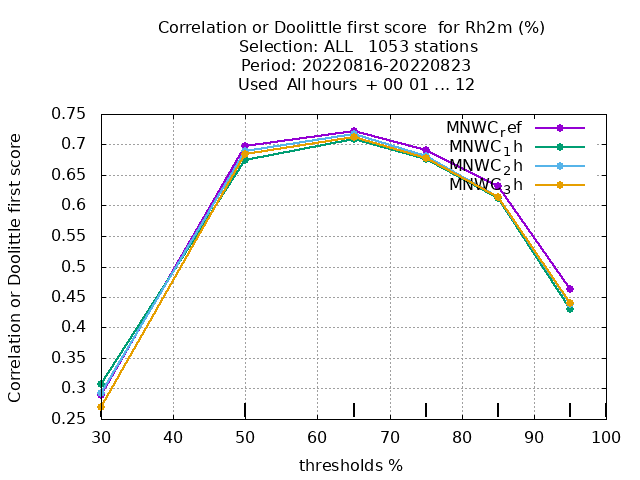 Correlation or Doolittle first score  for Rh2m (%)
Selection: ALL   1053 stations
Period: 20220816-20220823
Used  All hours  + 00 01 ... 12
Correlation or Doolittle first score
0.75
0.7
0.65
0.6
0.55
0.5
0.45
0.4
0.35
0.3
0.25
MNWC_ref
MNWC_1h
MNWC_2h
MNWC_3h
30 40 50 60 70 80 90 100
thresholds %